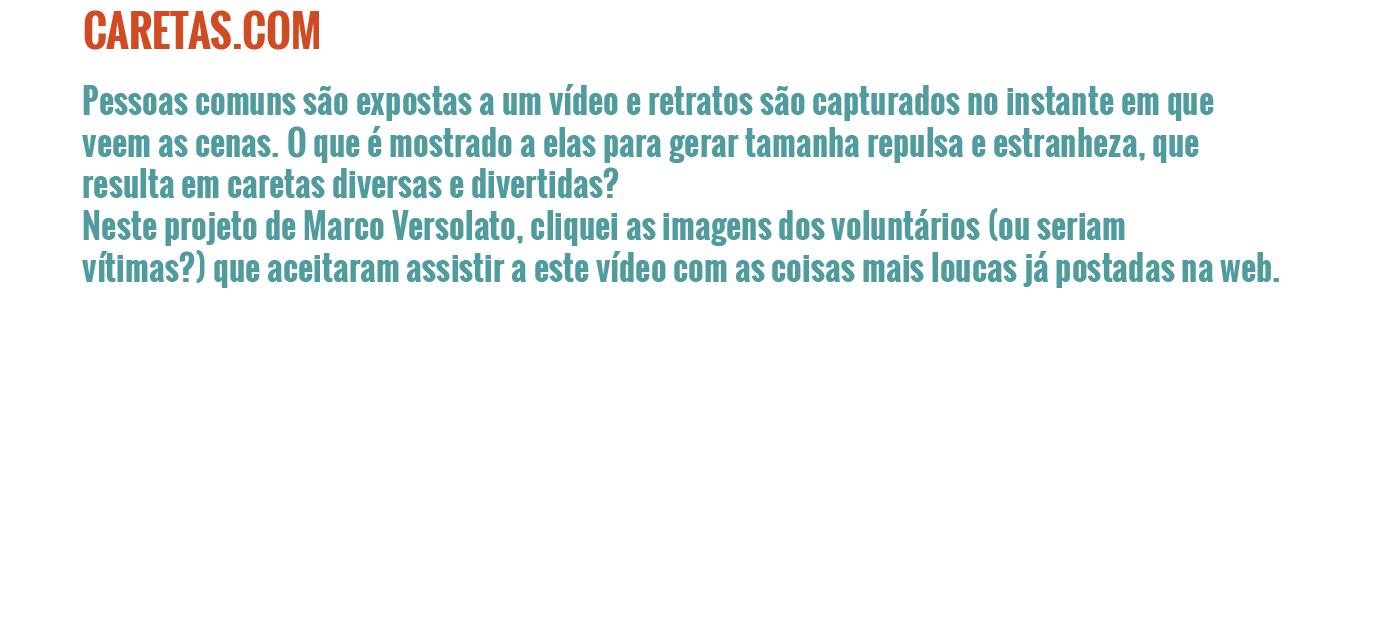 CARETAS.COM
Pessoas comuns são expostas a um vídeo e retratos são capturados no instante em que
veem as cenas. O que é mostrado a elas para gerar tamanha repulsa e estranheza, que
resulta em caretas diversas e divertidas?
Neste projeto de Marco Versolato, cliquei as imagens dos voluntários (ou seriam
vítimas?) que aceitaram assistir a este vídeo com as coisas mais loucas já postadas na web.